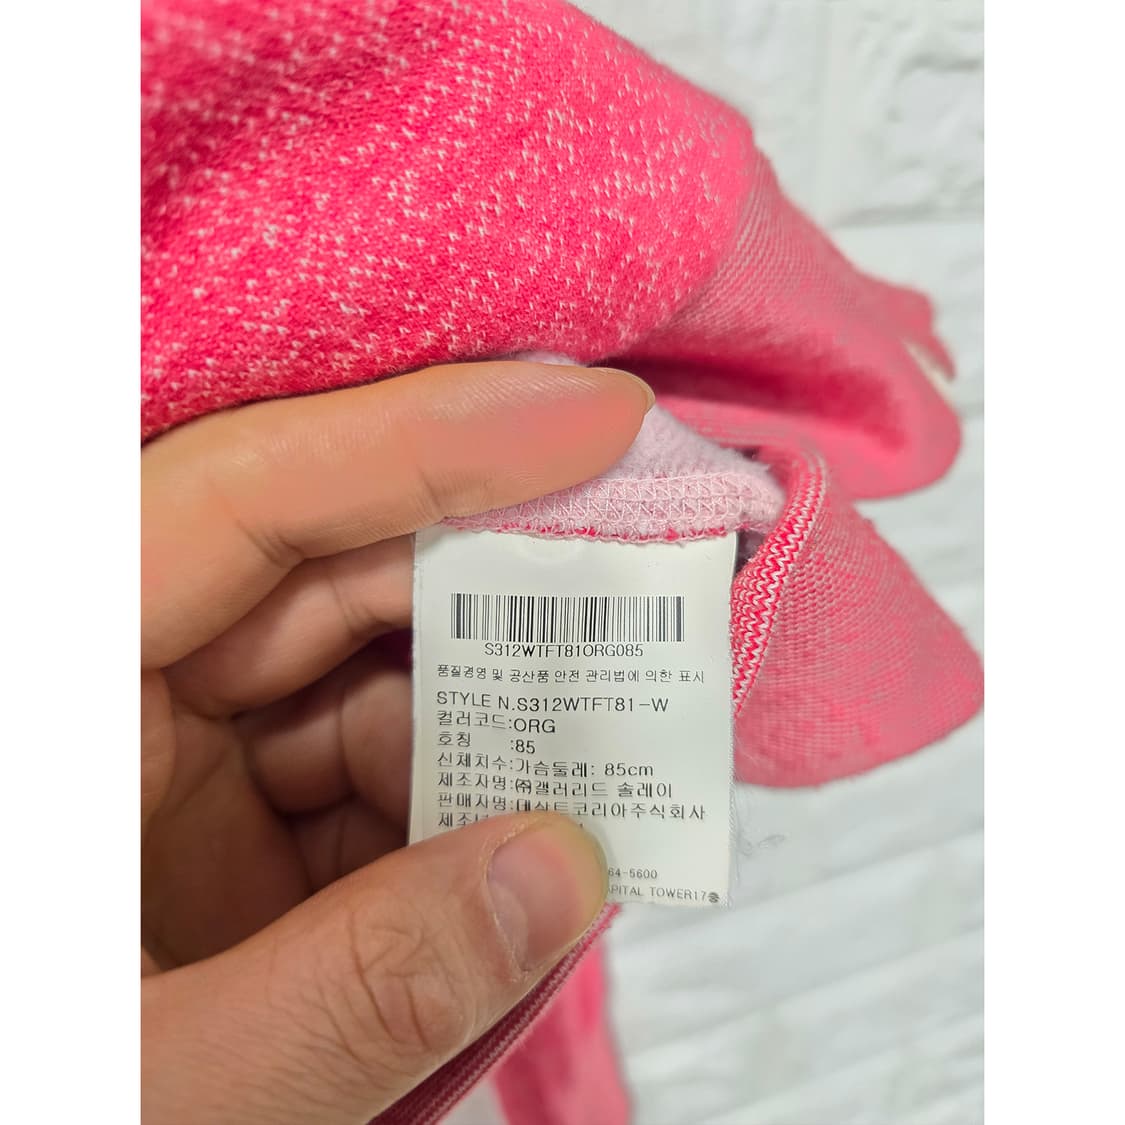 S312WTFT81ORG085
품질경영 및 공산품 안전 관리법에 의한 표시
STYLE N.S312WTFT81-W
컬러코드:ORG
호칭 :85
신체치수:가슴둘레: 85cm
제조자명:㈜갤러리드 솔레이
판매자명:데상트코리아주식회사
64-5600
TOWER17층